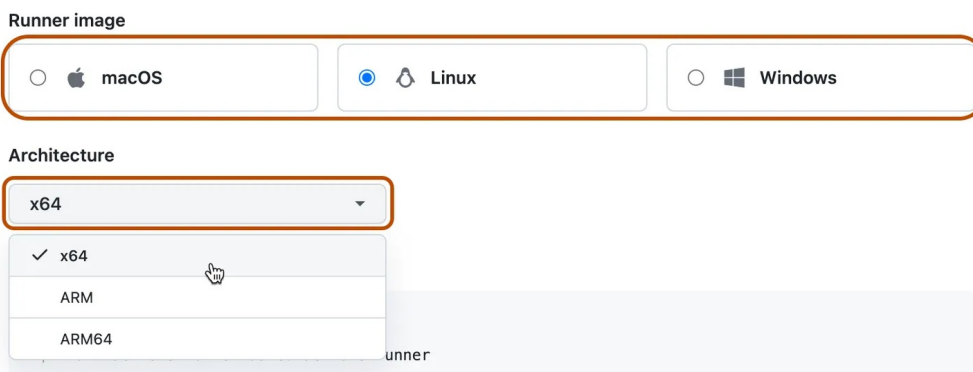 Runner image
macOS Linux Windows
Architecture
x64
x64
ARM
ARM64
unner